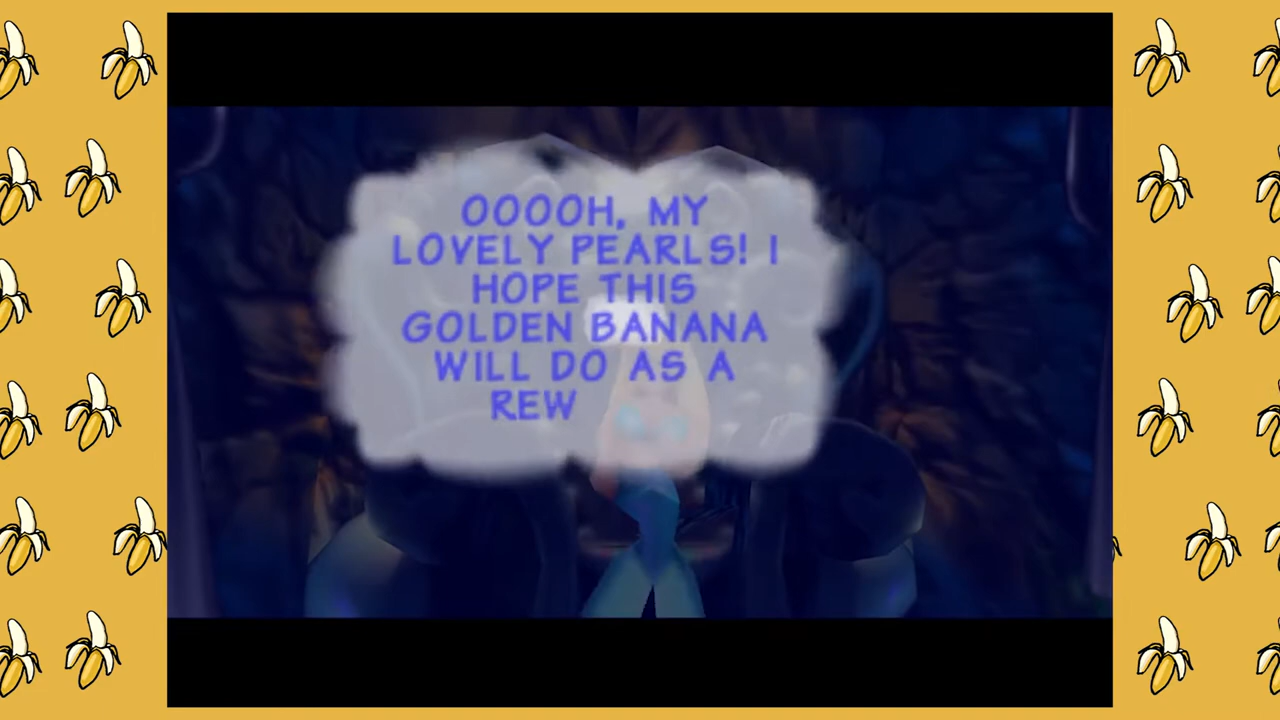 OOOOH, MY
LOVELY PEARLS! I
HOPE THIS
GOLDEN BANANA
WILL DO AS A
REW